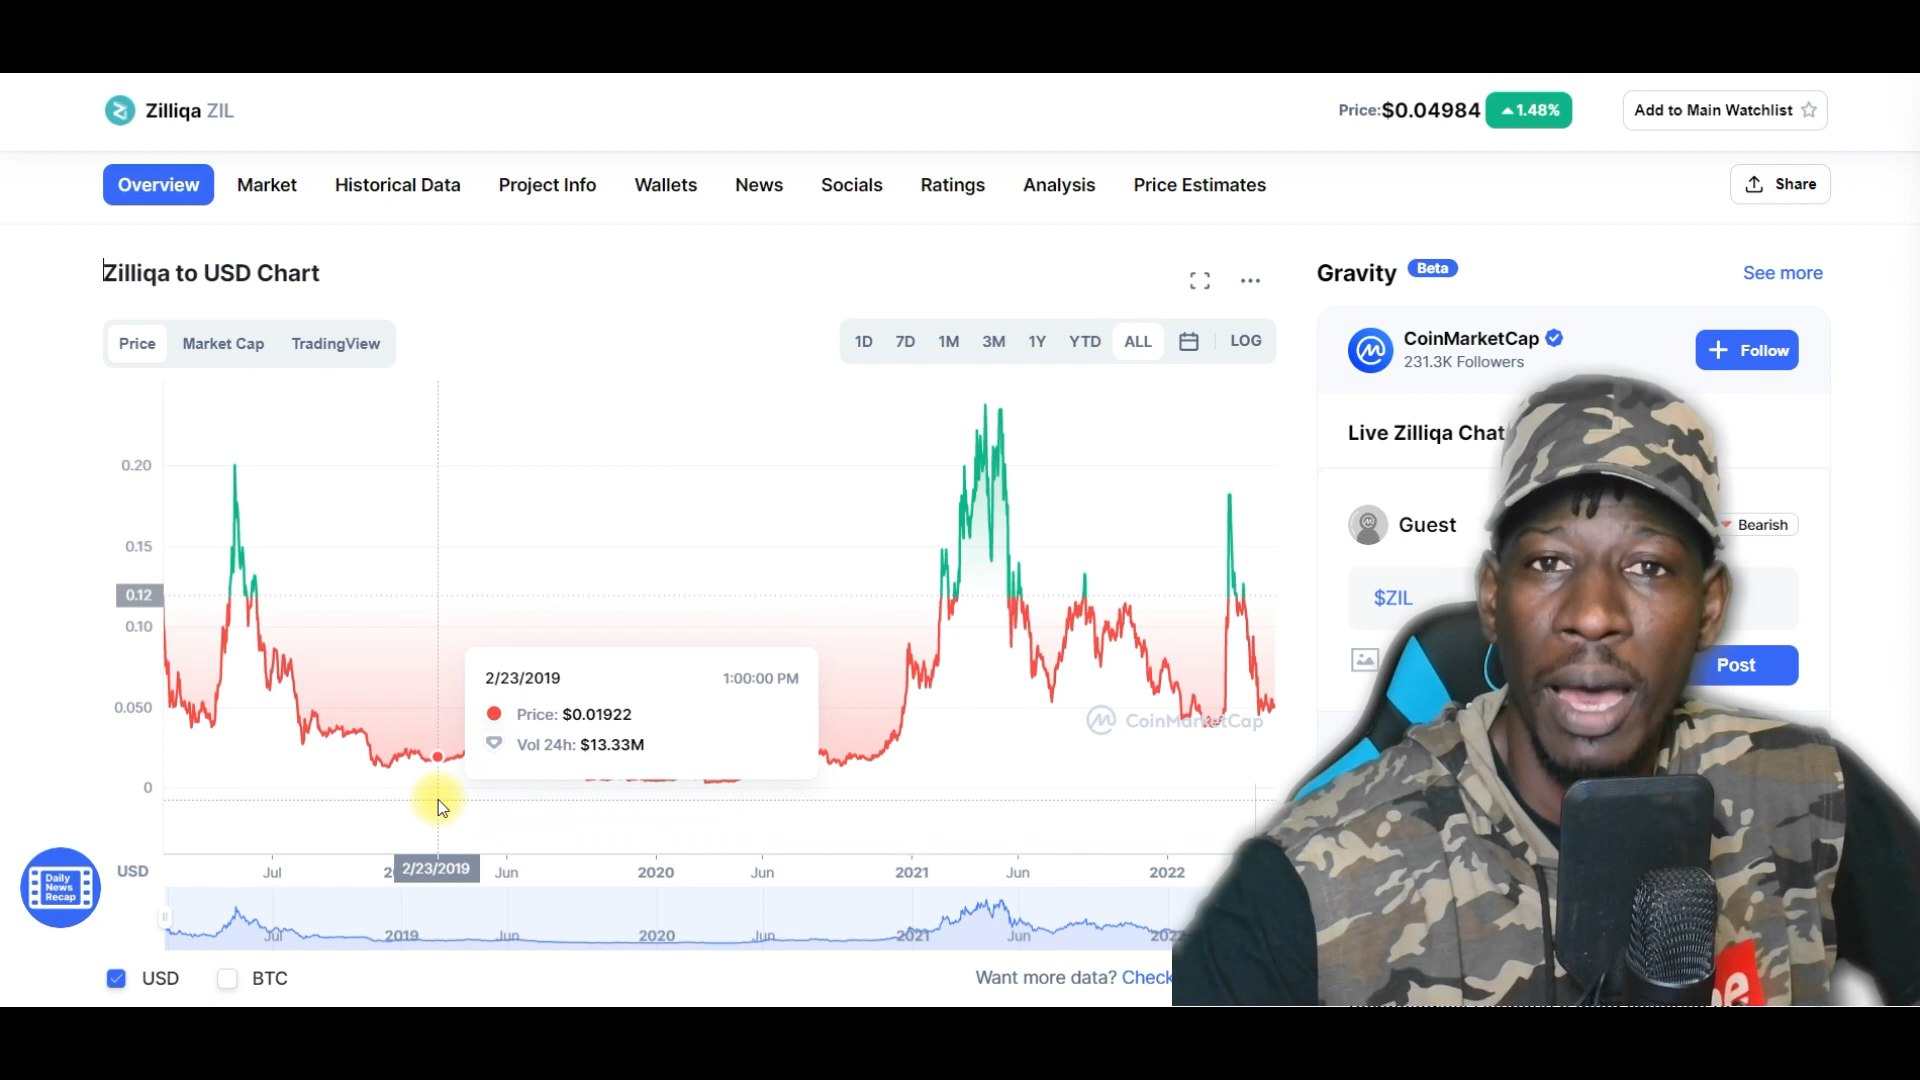 Zilliqa ZIL
Price:$0.04984
1.48%
Add to Main Watchlist
Overview Market Historical Data Project Info Wallets News Socials Ratings Analysis Price Estimates
Share
Zilliqa to USD Chart
Gravity Beta
See more
Price Market Cap TradingView
1D 7D 1M 3M 1Y YTD ALL LOG
CoinMarketCap
231.3K Followers
Follow
Live Zilliqa Chat
Guest
Bearish
$ZIL
Post
0.20
0.15
0.12
0.10
0.050
0
2/23/2019 1:00:00 PM
Price: $0.01922
Vol 24h: $13.33M
CoinMarketCap
USD
Jul 2/23/2019 Jun 2020 Jun 2021 Jun 2022
Daily
News
Recap
Jul 2019 Jun 2020 Jun 2021 Jun 2022
USD BTC
Want more data? Check